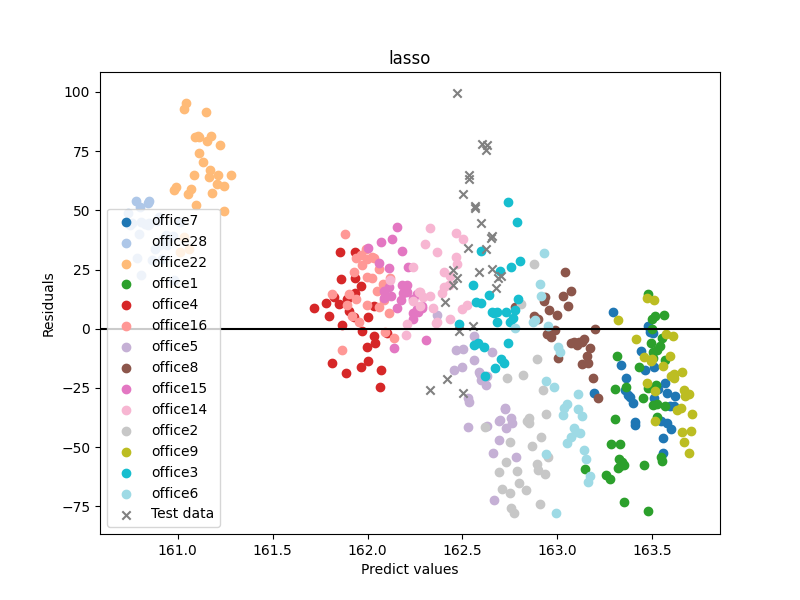 lasso
Residuals
100
75
50
25
0
−25
−50
−75
office7
office28
office22
office1
office4
office16
office5
office8
office15
office14
office2
office9
office3
office6
Test data
161.0 161.5 162.0 162.5 163.0 163.5
Predict values